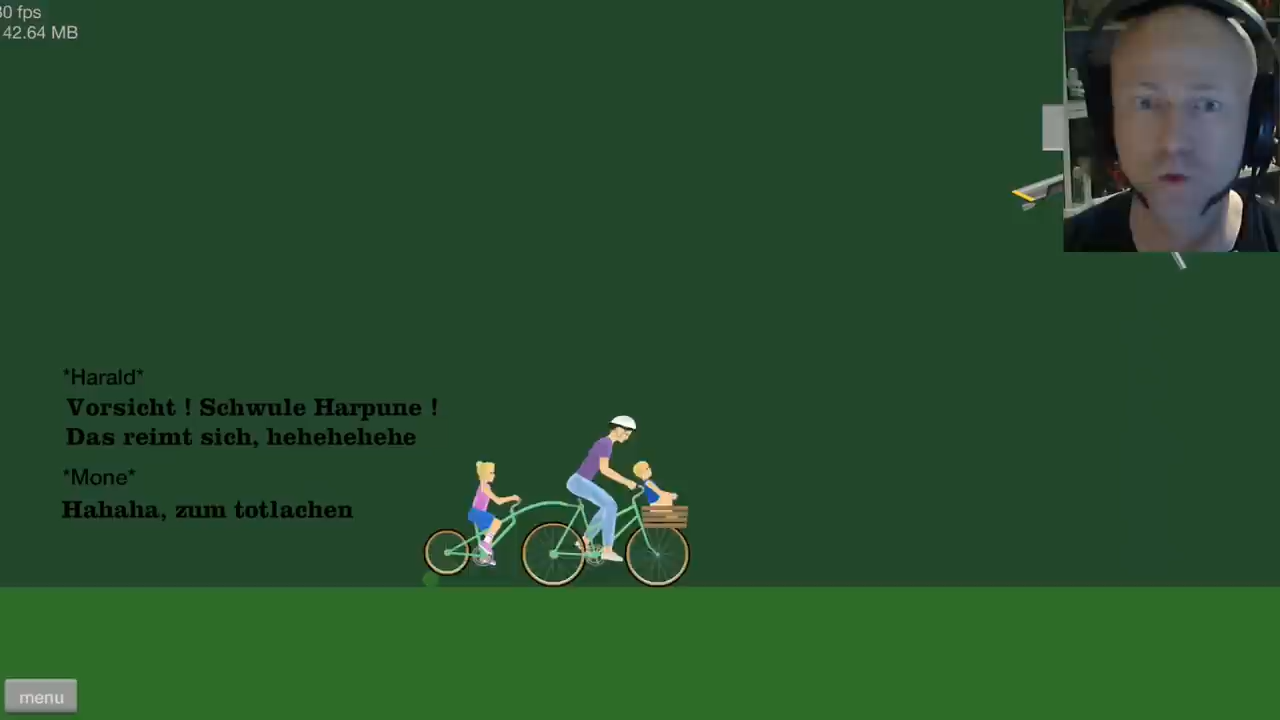 30 fps
42.64 MB
*Harald*
Vorsicht ! Schwule Harpune !
Das reimt sich, hehehehehe
*Mone*
Hahaha, zum totlachen
menu